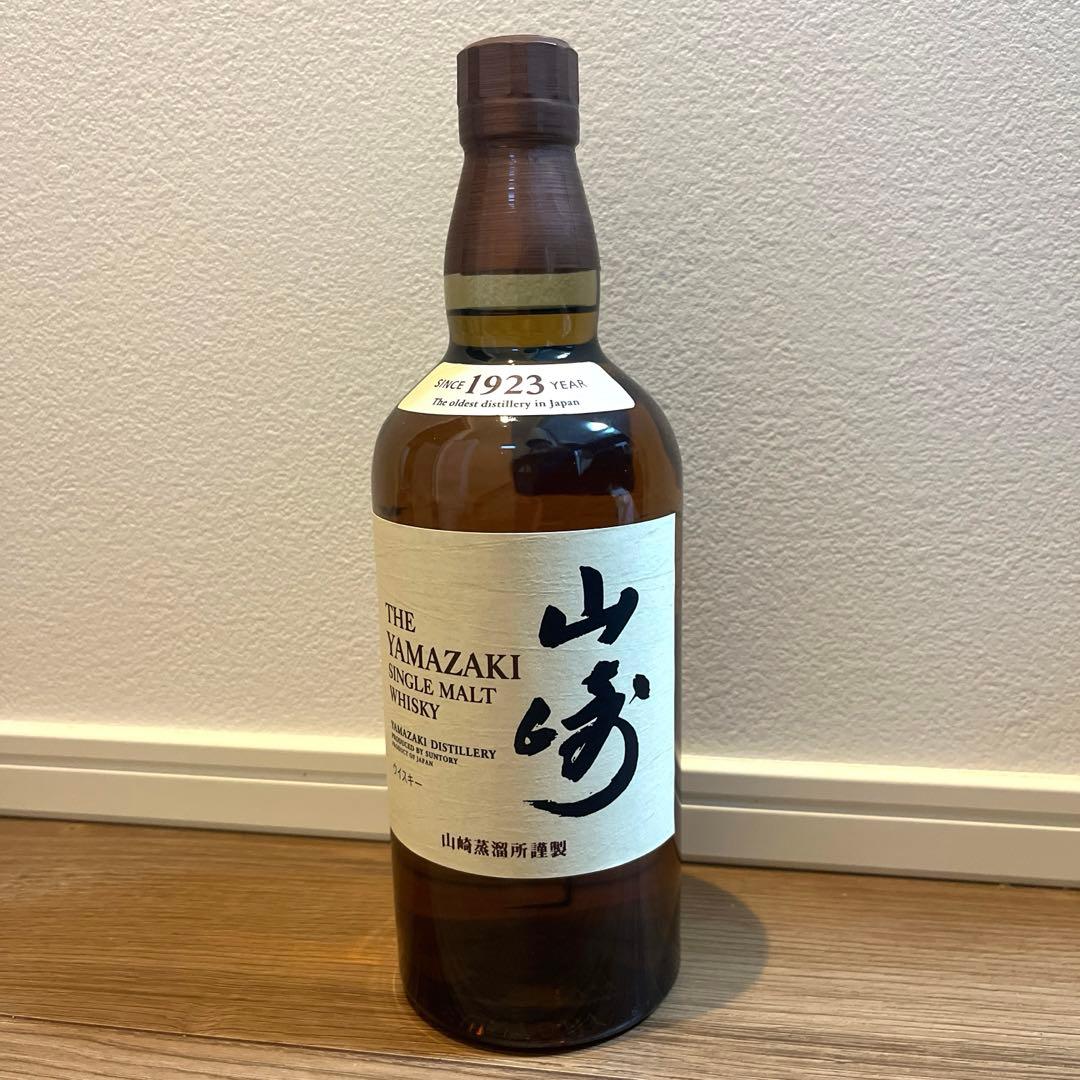 SINCE 1923 YEAR
The oldest distillery in Japan
THE
YAMAZAKI
SINGLE MALT
WHISKY
YAMAZAKI DISTILLERY
PRODUCED BY SUNTORY
PRODUCT OF JAPAN
ウイスキー
山崎
山崎蒸溜所謹製